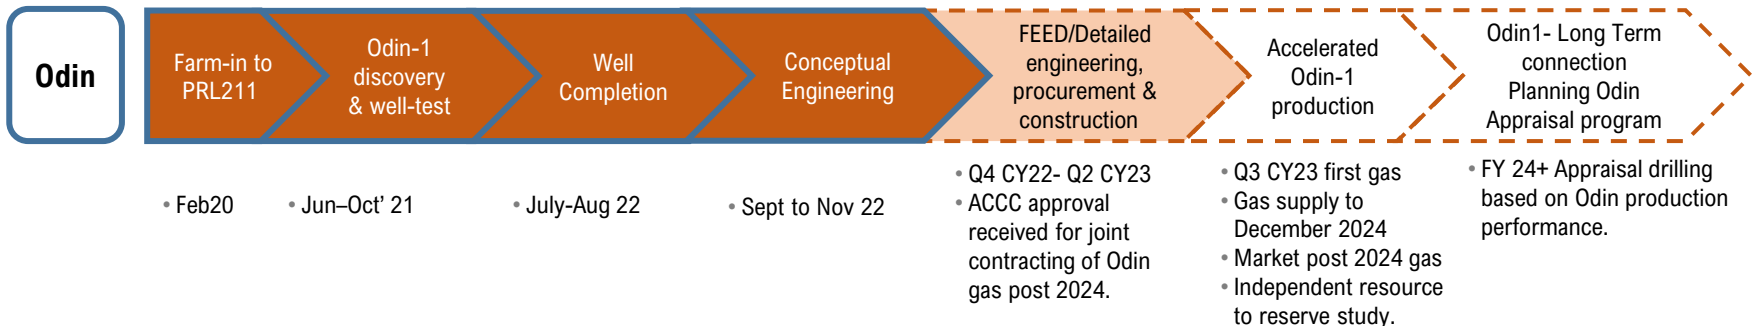 Odin
Farm-in to
PRL211
Odin-1
discovery
& well-test
Well
Completion
Conceptual
Engineering
FEED/Detailed
engineering,
procurement &
construction
Accelerated
Odin-1
production
Odin1- Long Term
connection
Planning Odin
Appraisal program
• Feb20
• Jun–Oct' 21
• July-Aug 22
• Sept to Nov 22
• Q4 CY22- Q2 CY23
• ACCC approval
received for joint
contracting of Odin
gas post 2024.
• Q3 CY23 first gas
• Gas supply to
December 2024
• Market post 2024 gas
• Independent resource
to reserve study.
• FY 24+ Appraisal drilling
based on Odin production
performance.